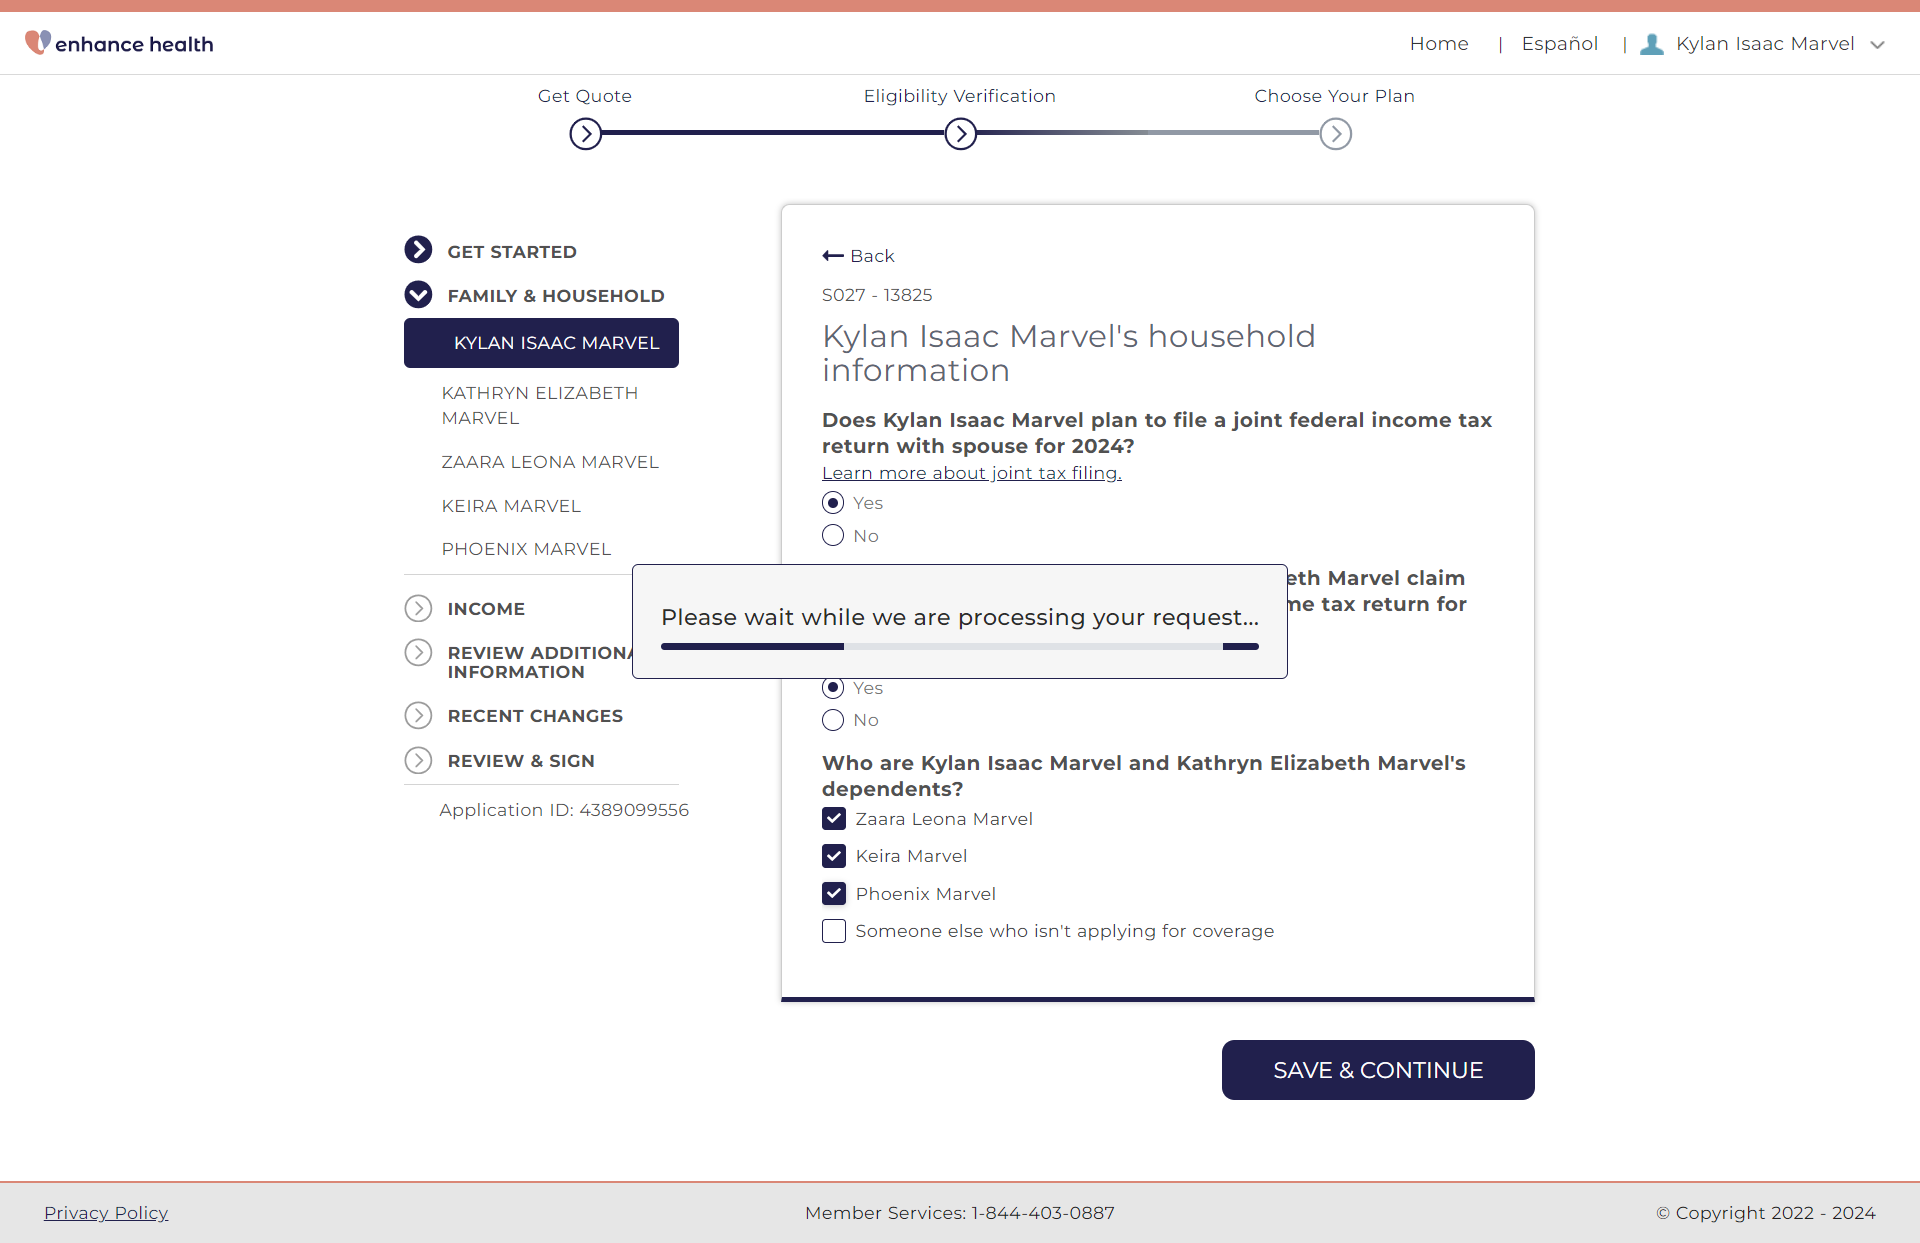 enhance health
Home | Español | Kylan Isaac Marvel
Get Quote
Eligibility Verification
Choose Your Plan
GET STARTED
FAMILY & HOUSEHOLD
KYLAN ISAAC MARVEL
KATHRYN ELIZABETH
MARVEL
ZAARA LEONA MARVEL
KEIRA MARVEL
PHOENIX MARVEL
INCOME
REVIEW ADDITIONA
INFORMATION
RECENT CHANGES
REVIEW & SIGN
Application ID: 4389099556
Back
S027 - 13825
Kylan Isaac Marvel's household
information
Does Kylan Isaac Marvel plan to file a joint federal income tax
return with spouse for 2024?
Learn more about joint tax filing.
Yes
No
eth Marvel claim
me tax return for
Please wait while we are processing your request...
Yes
No
Who are Kylan Isaac Marvel and Kathryn Elizabeth Marvel's
dependents?
Zaara Leona Marvel
Keira Marvel
Phoenix Marvel
Someone else who isn't applying for coverage
SAVE & CONTINUE
Privacy Policy
Member Services: 1-844-403-0887
© Copyright 2022 - 2024